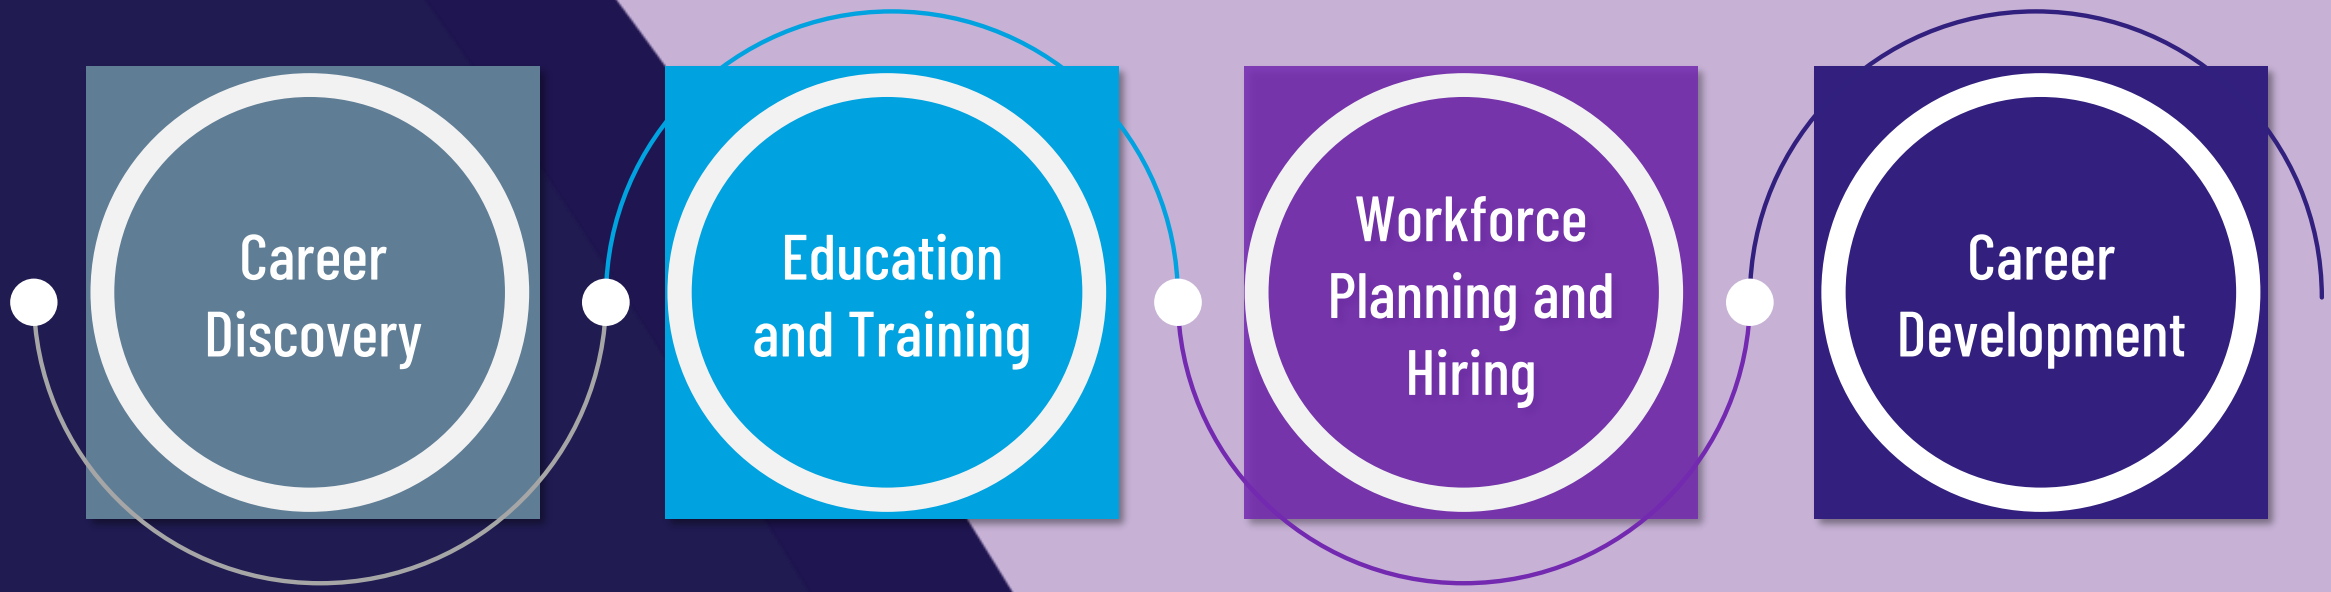 Career
Discovery
Education
and Training
Workforce
Planning and
Hiring
Career
Development